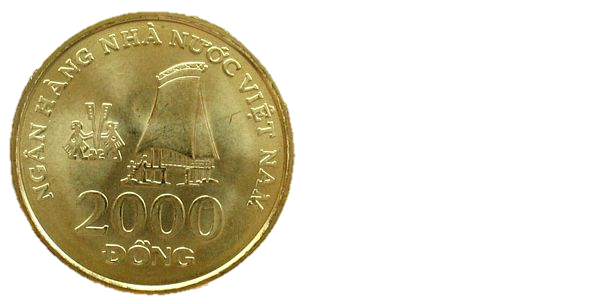 NGÂN HÀNG NHÀ NƯỚC VIỆT NAM
2000
ĐỒNG